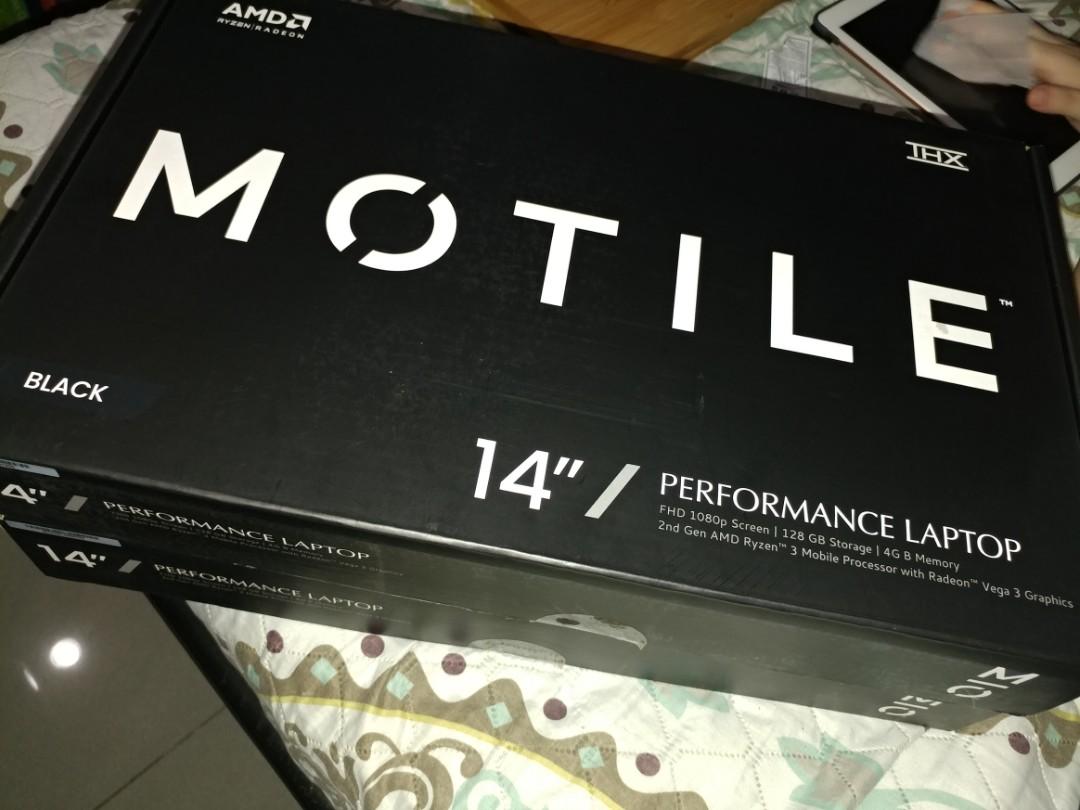 AMD
RYZEN | RADEON
THX
MOTILE™
BLACK
14" / PERFORMANCE LAPTOP
FHD 1080p Screen | 128 GB Storage | 4G B Memory
2nd Gen AMD Ryzen™ 3 Mobile Processor with Radeon™ Vega 3 Graphics
4" / PERFORMANCE LAPTOP
14" / PERFORMANCE LAPTOP